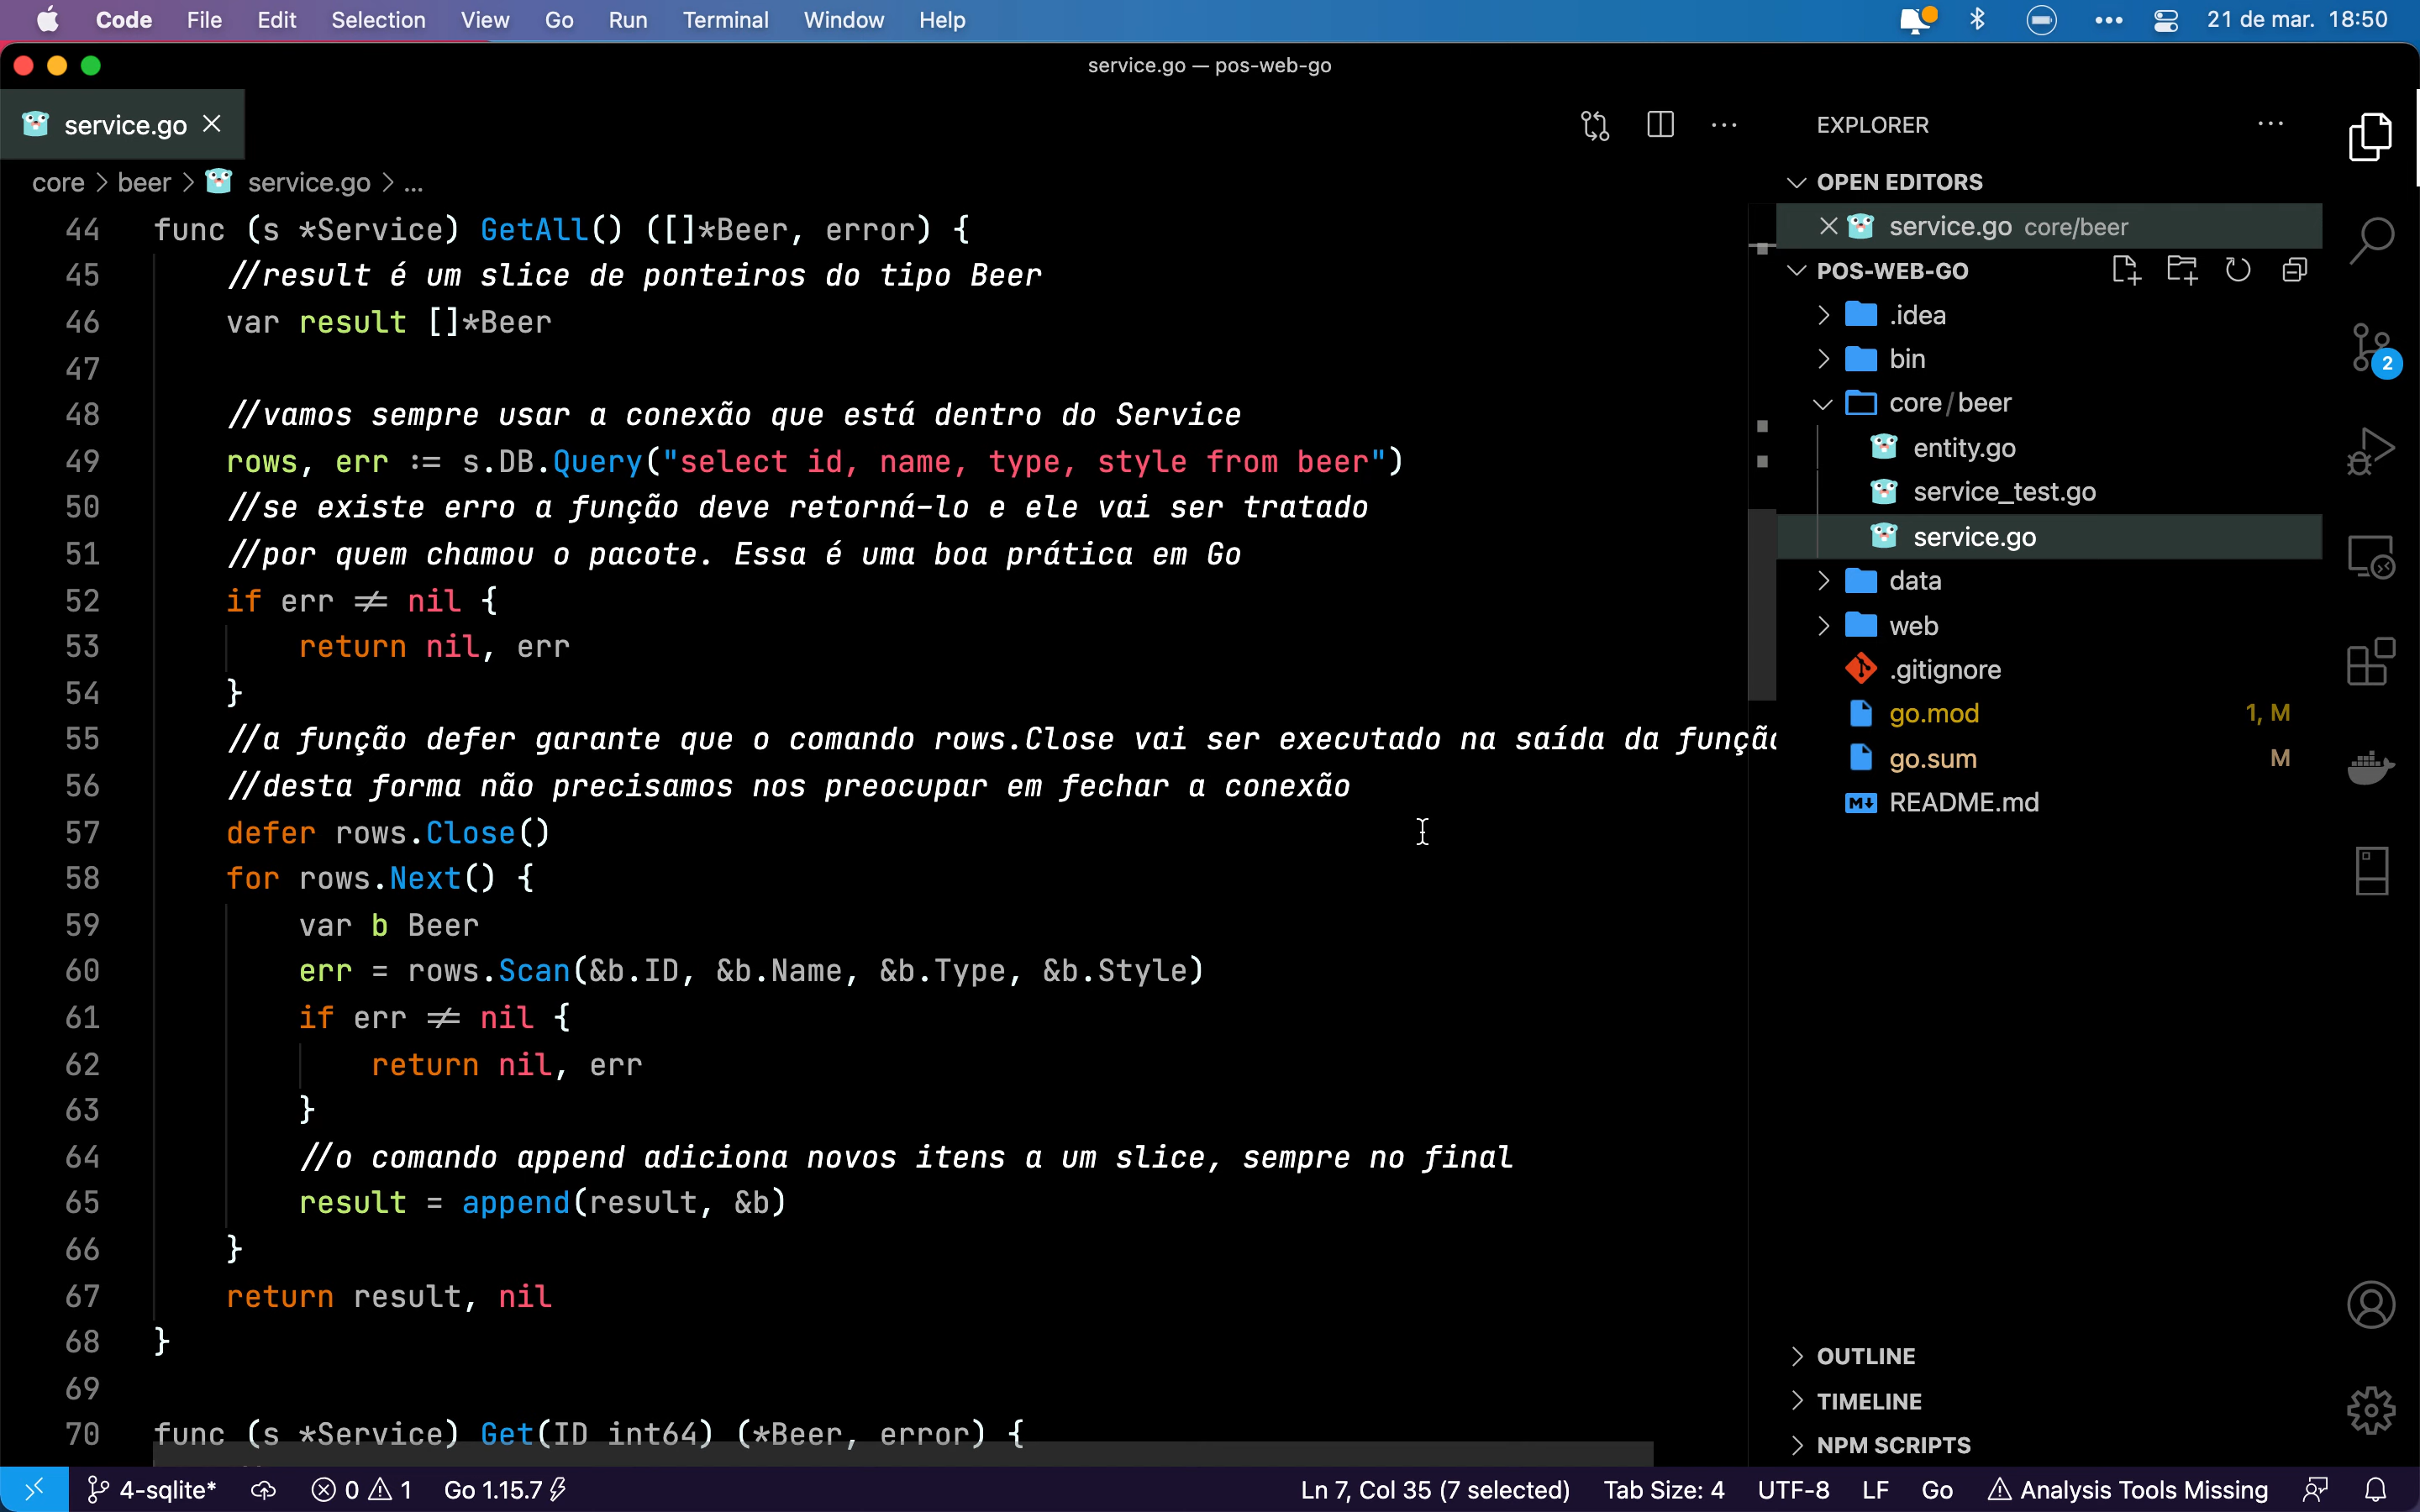 Code File Edit Selection View Go Run Terminal Window Help 21 de mar. 18:50
service.go — pos-web-go
service.go
core > beer > service.go > ...
44 func (s *Service) GetAll() ([]*Beer, error) {
45 //result é um slice de ponteiros do tipo Beer
46 var result []*Beer
47
48 //vamos sempre usar a conexão que está dentro do Service
49 rows, err := s.DB.Query("select id, name, type, style from beer")
50 //se existe erro a função deve retorná-lo e ele vai ser tratado
51 //por quem chamou o pacote. Essa é uma boa prática em Go
52 if err != nil {
53 return nil, err
54 }
55 //a função defer garante que o comando rows.Close vai ser executado na saída da função
56 //desta forma não precisamos nos preocupar em fechar a conexão
57 defer rows.Close()
58 for rows.Next() {
59 var b Beer
60 err = rows.Scan(&b.ID, &b.Name, &b.Type, &b.Style)
61 if err != nil {
62 return nil, err
63 }
64 //o comando append adiciona novos itens a um slice, sempre no final
65 result = append(result, &b)
66 }
67 return result, nil
68 }
69
70 func (s *Service) Get(ID int64) (*Beer, error) {
EXPLORER
OPEN EDITORS
service.go core/beer
POS-WEB-GO
.idea
bin
core/beer
entity.go
service_test.go
service.go
data
web
.gitignore
go.mod 1, M
go.sum M
README.md
OUTLINE
TIMELINE
NPM SCRIPTS
2
4-sqlite* 0 1 Go 1.15.7 Ln 7, Col 35 (7 selected) Tab Size: 4 UTF-8 LF Go Analysis Tools Missing